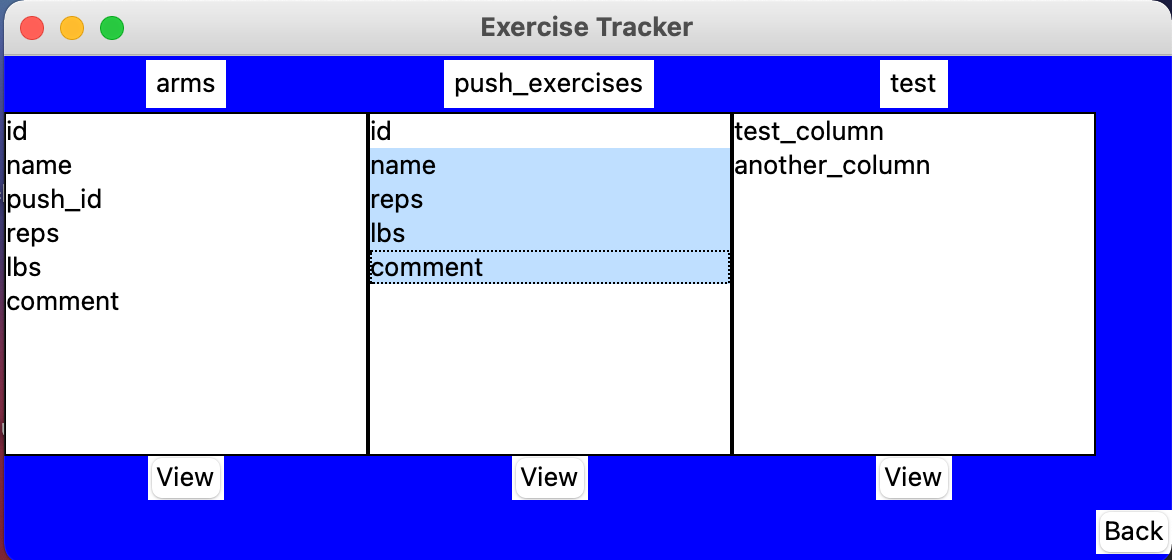 Exercise Tracker
arms
push_exercises
test
id
name
push_id
reps
lbs
comment
id
name
reps
lbs
comment
test_column
another_column
View
View
View
Back